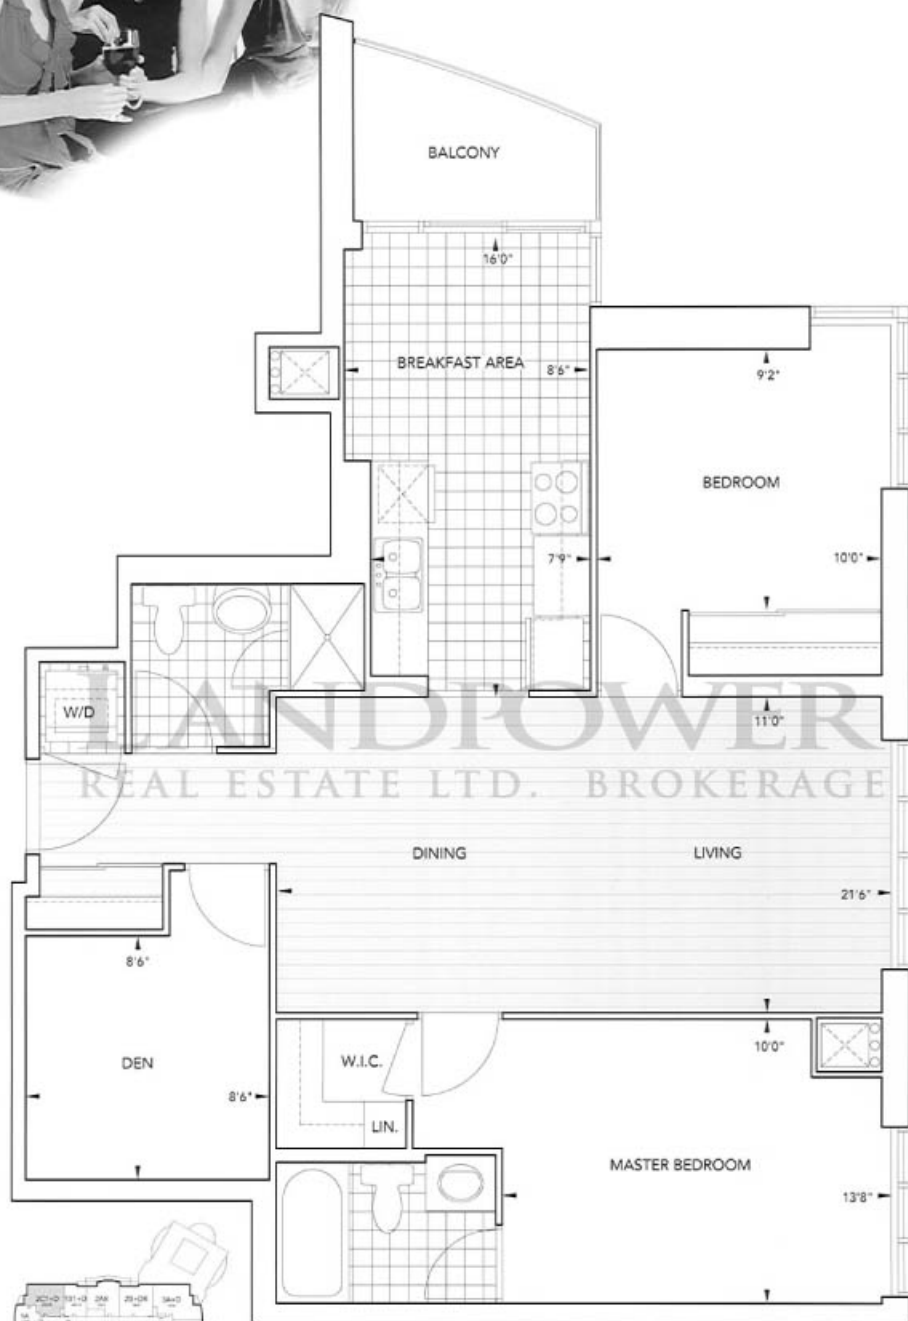 BALCONY
16'0"
BREAKFAST AREA
8'6"
9'2"
BEDROOM
7'9"
10'0"
W/D
LANDPOWER
11'0"
REAL ESTATE LTD. BROKERAGE
DINING
LIVING
21'6"
8'6"
DEN
W.I.C.
10'0"
8'6"
LIN.
MASTER BEDROOM
13'8"
2C1+D